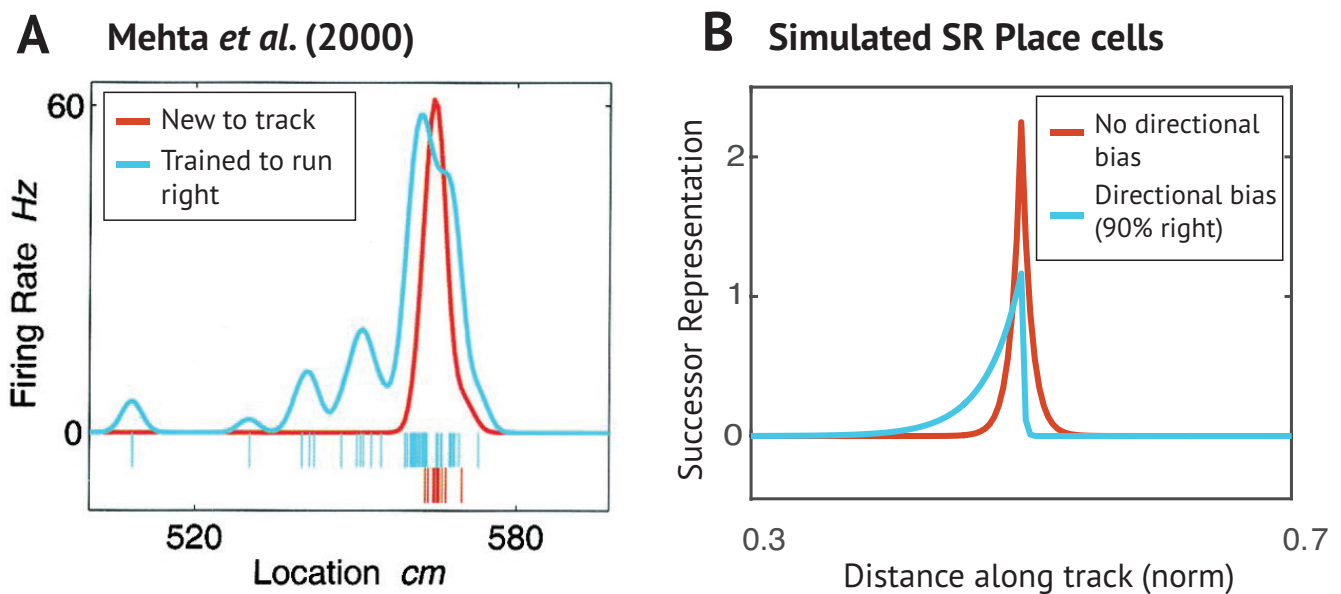 A Mehta et al. (2000)
60
New to track
Trained to run
right
Firing Rate Hz
0
520
580
Location cm
B Simulated SR Place cells
No directional
bias
Directional bias
(90% right)
2
1
0
Successor Representation
0.3
0.7
Distance along track (norm)